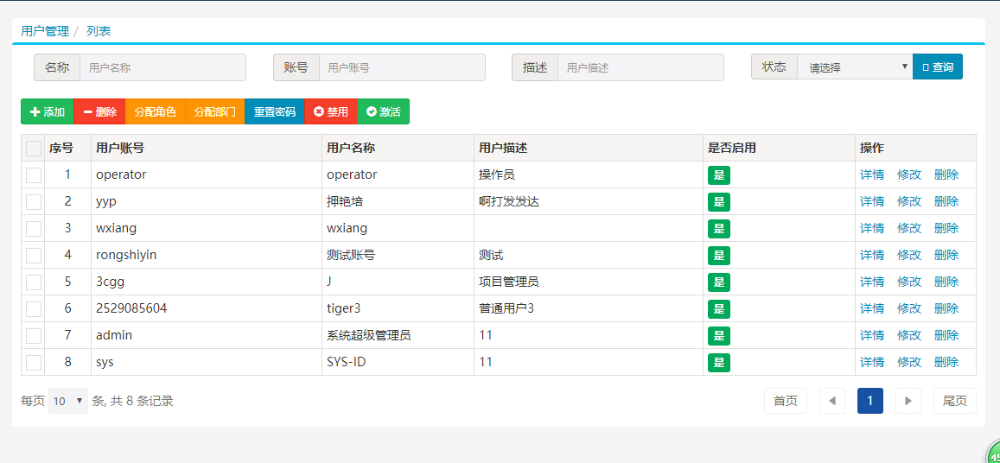 用户管理 / 列表
名称 用户名称 账号 用户账号 描述 用户描述 状态 请选择 查询
添加 删除 分配角色 分配部门 重置密码 禁用 激活
序号 用户账号 用户名称 用户描述 是否启用 操作
1 operator operator 操作员 是 详情 修改 删除
2 yyp 押艳培 啊打发发达 是 详情 修改 删除
3 wxiang wxiang 是 详情 修改 删除
4 rongshiyin 测试账号 测试 是 详情 修改 删除
5 3cgg J 项目管理员 是 详情 修改 删除
6 2529085604 tiger3 普通用户3 是 详情 修改 删除
7 admin 系统超级管理员 11 是 详情 修改 删除
8 sys SYS-ID 11 是 详情 修改 删除
每页 10 条, 共 8 条记录 首页 1 尾页